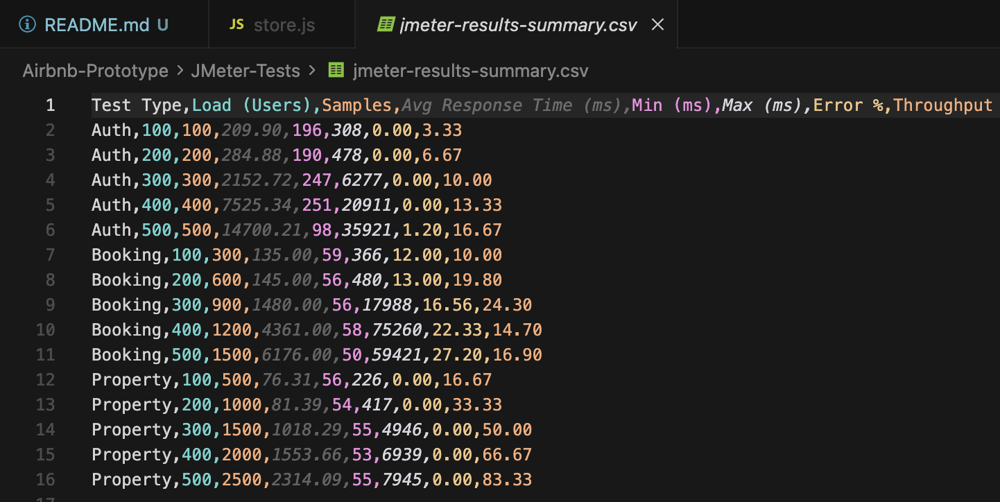 README.md U JS store.js jmeter-results-summary.csv
Airbnb-Prototype > JMeter-Tests > jmeter-results-summary.csv
1 Test Type,Load (Users),Samples,Avg Response Time (ms),Min (ms),Max (ms),Error %,Throughput
2 Auth,100,100,209.90,196,308,0.00,3.33
3 Auth,200,200,284.88,190,478,0.00,6.67
4 Auth,300,300,2152.72,247,6277,0.00,10.00
5 Auth,400,400,7525.34,251,20911,0.00,13.33
6 Auth,500,500,14700.21,98,35921,1.20,16.67
7 Booking,100,300,135.00,59,366,12.00,10.00
8 Booking,200,600,145.00,56,480,13.00,19.80
9 Booking,300,900,1480.00,56,17988,16.56,24.30
10 Booking,400,1200,4361.00,58,75260,22.33,14.70
11 Booking,500,1500,6176.00,50,59421,27.20,16.90
12 Property,100,500,76.31,56,226,0.00,16.67
13 Property,200,1000,81.39,54,417,0.00,33.33
14 Property,300,1500,1018.29,55,4946,0.00,50.00
15 Property,400,2000,1553.66,53,6939,0.00,66.67
16 Property,500,2500,2314.09,55,7945,0.00,83.33
17